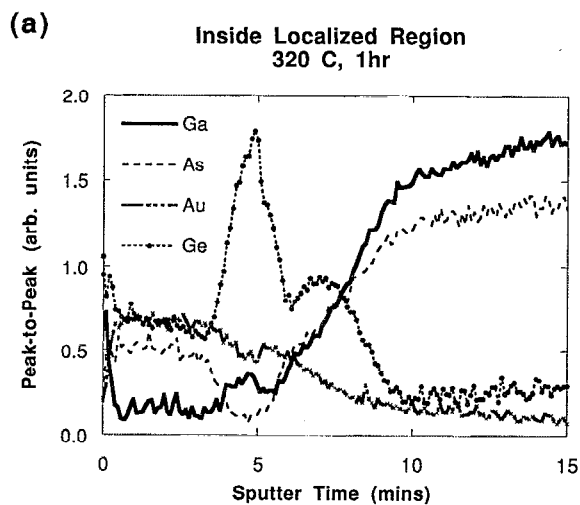 (a)
Inside Localized Region
320 C, 1hr
Peak-to-Peak (arb. units)
2.0
1.5
1.0
0.5
0.0
Ga
As
Au
Ge
0 5 10 15
Sputter Time (mins)